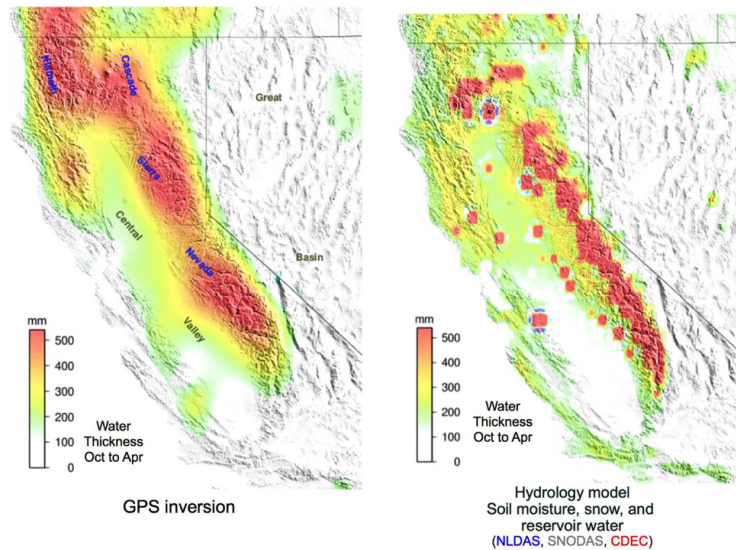 Klamath
Cascade
Great
Sierra
Central
Nevada
Basin
Valley
mm
500
400
300
200
100
0
Water
Thickness
Oct to Apr
GPS inversion
mm
500
400
300
200
100
0
Water
Thickness
Oct to Apr
Hydrology model
Soil moisture, snow, and
reservoir water
(NLDAS, SNODAS, CDEC)